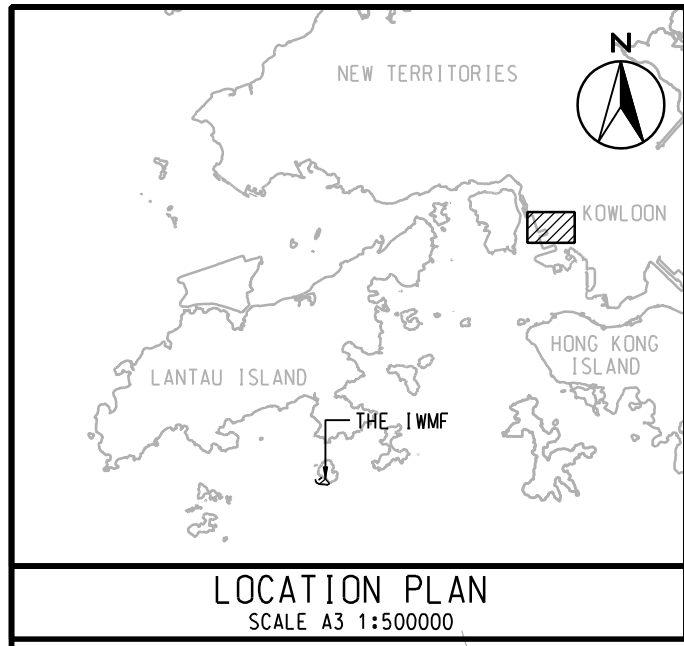 N
NEW TERRITORIES
KOWLOON
HONG KONG
ISLAND
LANTAU ISLAND
THE IWMF
LOCATION PLAN
SCALE A3 1:500000